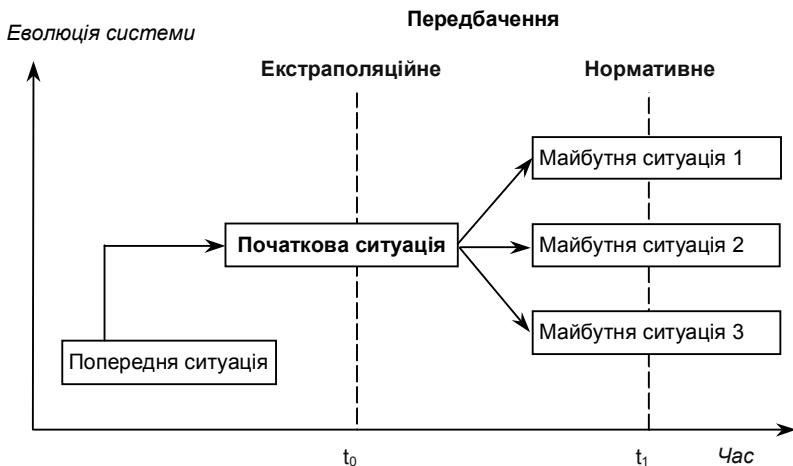 Передбачення
Еволюція системи
Екстраполяційне
Нормативне
Майбутня ситуація 1
Початкова ситуація
Майбутня ситуація 2
Майбутня ситуація 3
Попередня ситуація
t0
t1
Час